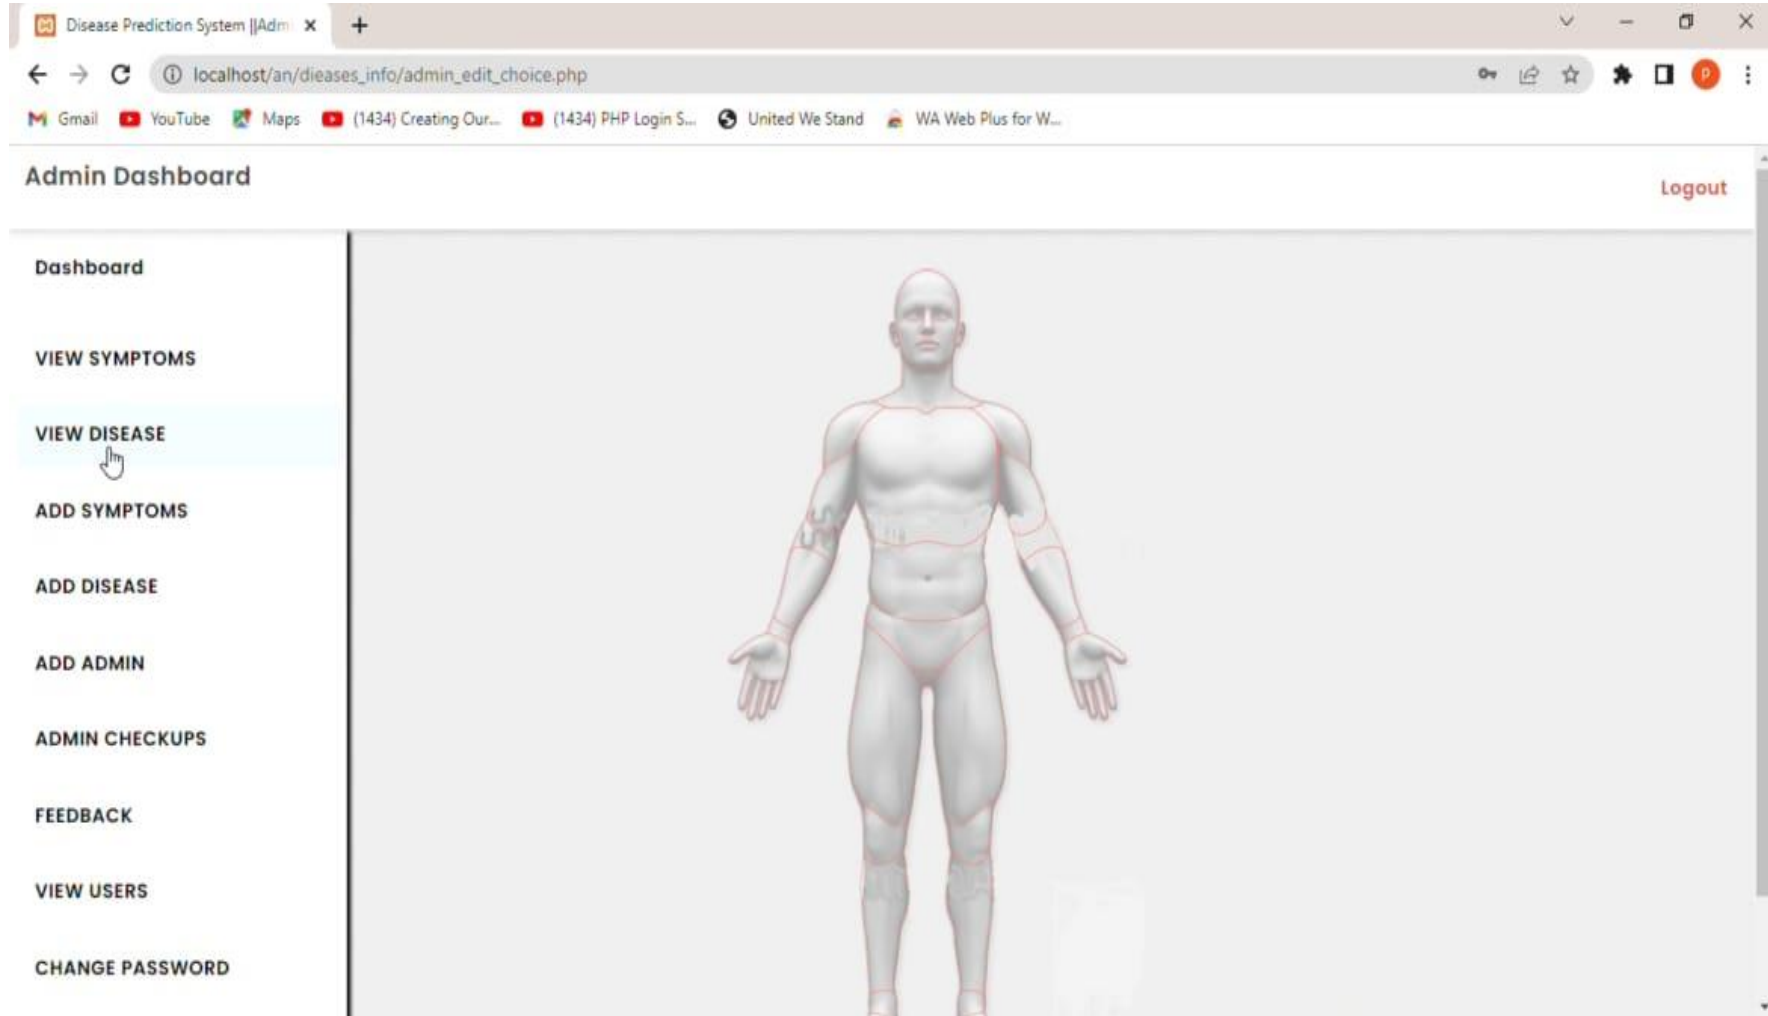 Disease Prediction System ||Adm
localhost/an/dieases_info/admin_edit_choice.php
P
Gmail YouTube Maps (1434) Creating Our... (1434) PHP Login S... United We Stand WA Web Plus for W...
Admin Dashboard
Logout
Dashboard
VIEW SYMPTOMS
VIEW DISEASE
ADD SYMPTOMS
ADD DISEASE
ADD ADMIN
ADMIN CHECKUPS
FEEDBACK
VIEW USERS
CHANGE PASSWORD